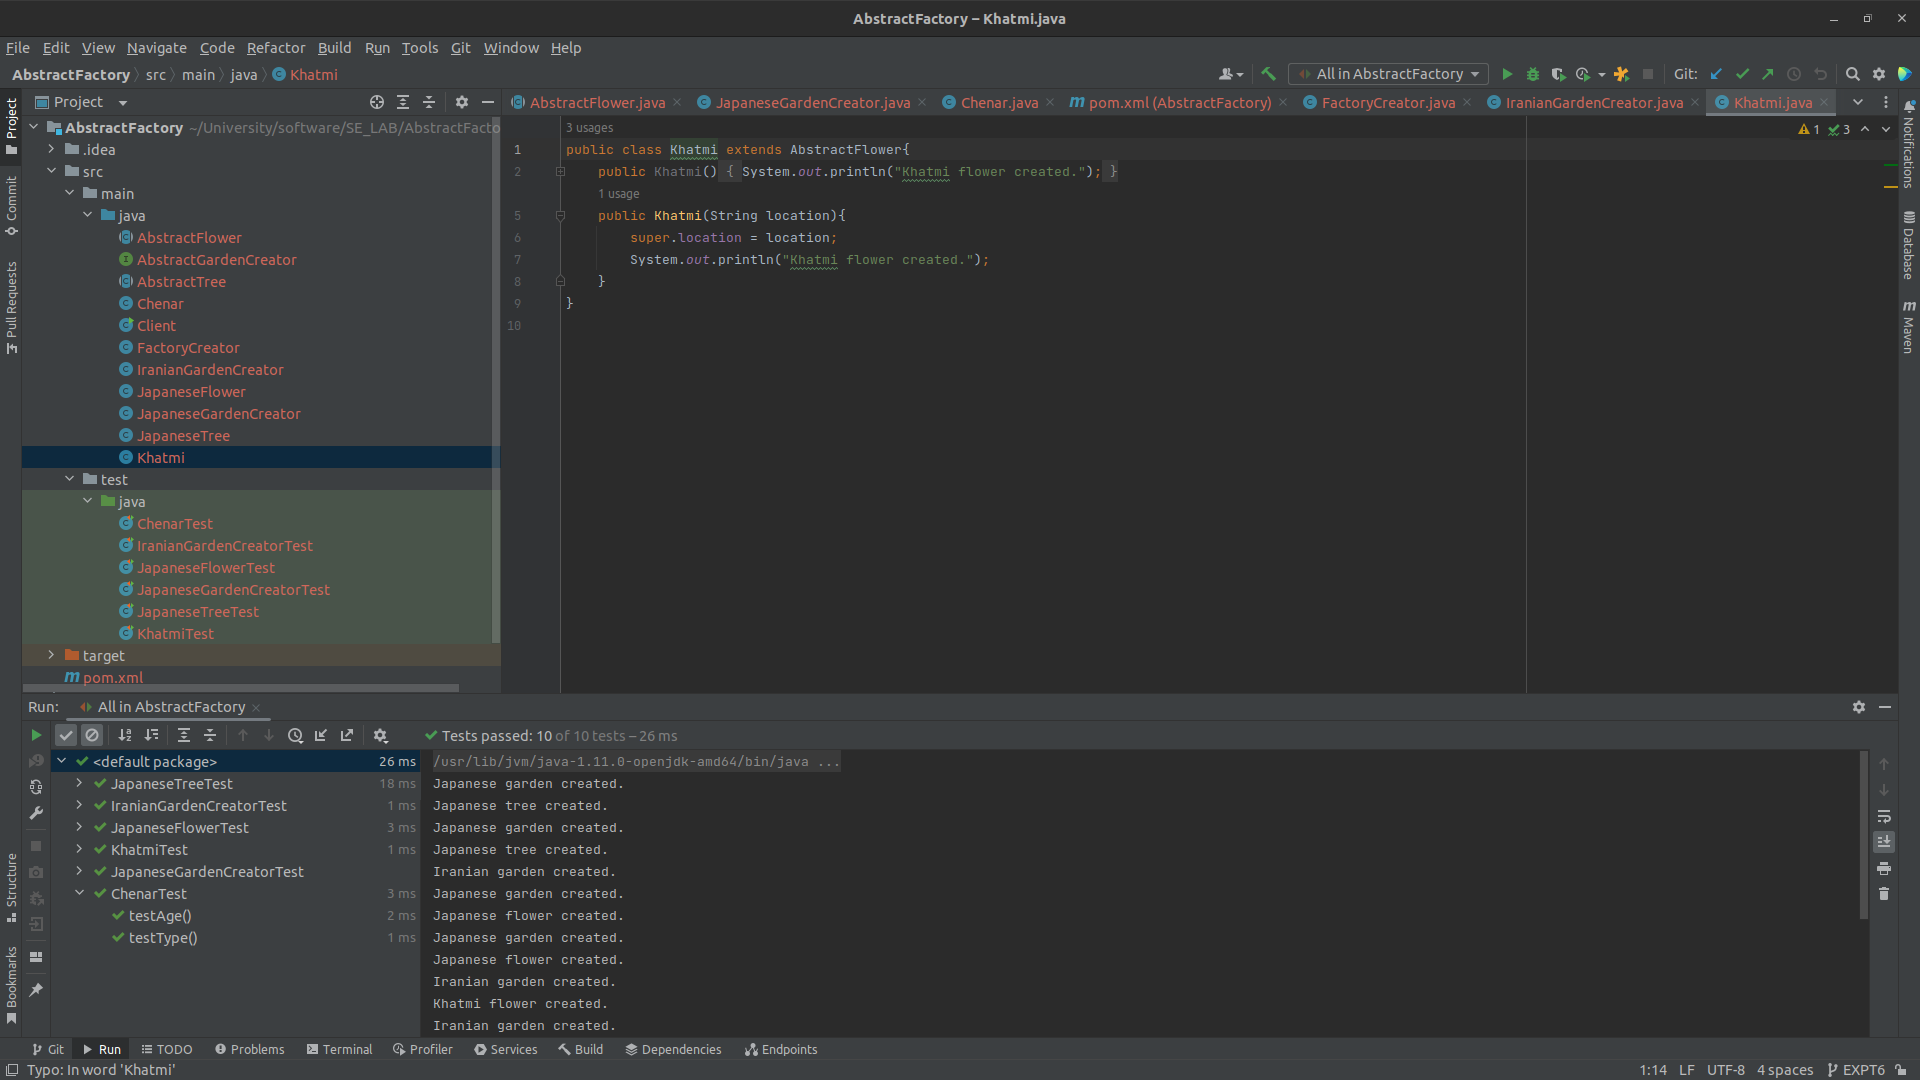 AbstractFactory – Khatmi.java
File Edit View Navigate Code Refactor Build Run Tools Git Window Help
AbstractFactory src main java Khatmi
All in AbstractFactory
Git:
Project
AbstractFlower.java JapaneseGardenCreator.java Chenar.java pom.xml (AbstractFactory) FactoryCreator.java IranianGardenCreator.java Khatmi.java
Project
Commit
Pull Requests
Structure
Bookmarks
AbstractFactory ~/University/software/SE_LAB/AbstractFacto
.idea
src
main
java
AbstractFlower
AbstractGardenCreator
AbstractTree
Chenar
Client
FactoryCreator
IranianGardenCreator
JapaneseFlower
JapaneseGardenCreator
JapaneseTree
Khatmi
test
java
ChenarTest
IranianGardenCreatorTest
JapaneseFlowerTest
JapaneseGardenCreatorTest
JapaneseTreeTest
KhatmiTest
target
pom.xml
3 usages
1 3
1 public class Khatmi extends AbstractFlower{
2 public Khatmi() { System.out.println("Khatmi flower created."); }
1 usage
5 public Khatmi(String location){
6 super.location = location;
7 System.out.println("Khatmi flower created.");
8 }
9 }
10
Notifications
Database
Maven
Run: All in AbstractFactory
Tests passed: 10 of 10 tests – 26 ms
<default package> 26 ms
JapaneseTreeTest 18 ms
IranianGardenCreatorTest 1 ms
JapaneseFlowerTest 3 ms
KhatmiTest 1 ms
JapaneseGardenCreatorTest
ChenarTest 3 ms
testAge() 2 ms
testType() 1 ms
/usr/lib/jvm/java-1.11.0-openjdk-amd64/bin/java ...
Japanese garden created.
Japanese tree created.
Japanese garden created.
Japanese tree created.
Iranian garden created.
Japanese garden created.
Japanese flower created.
Japanese garden created.
Japanese flower created.
Iranian garden created.
Khatmi flower created.
Iranian garden created.
Git Run TODO Problems Terminal Profiler Services Build Dependencies Endpoints
Typo: In word 'Khatmi'
1:14 LF UTF-8 4 spaces EXPT6